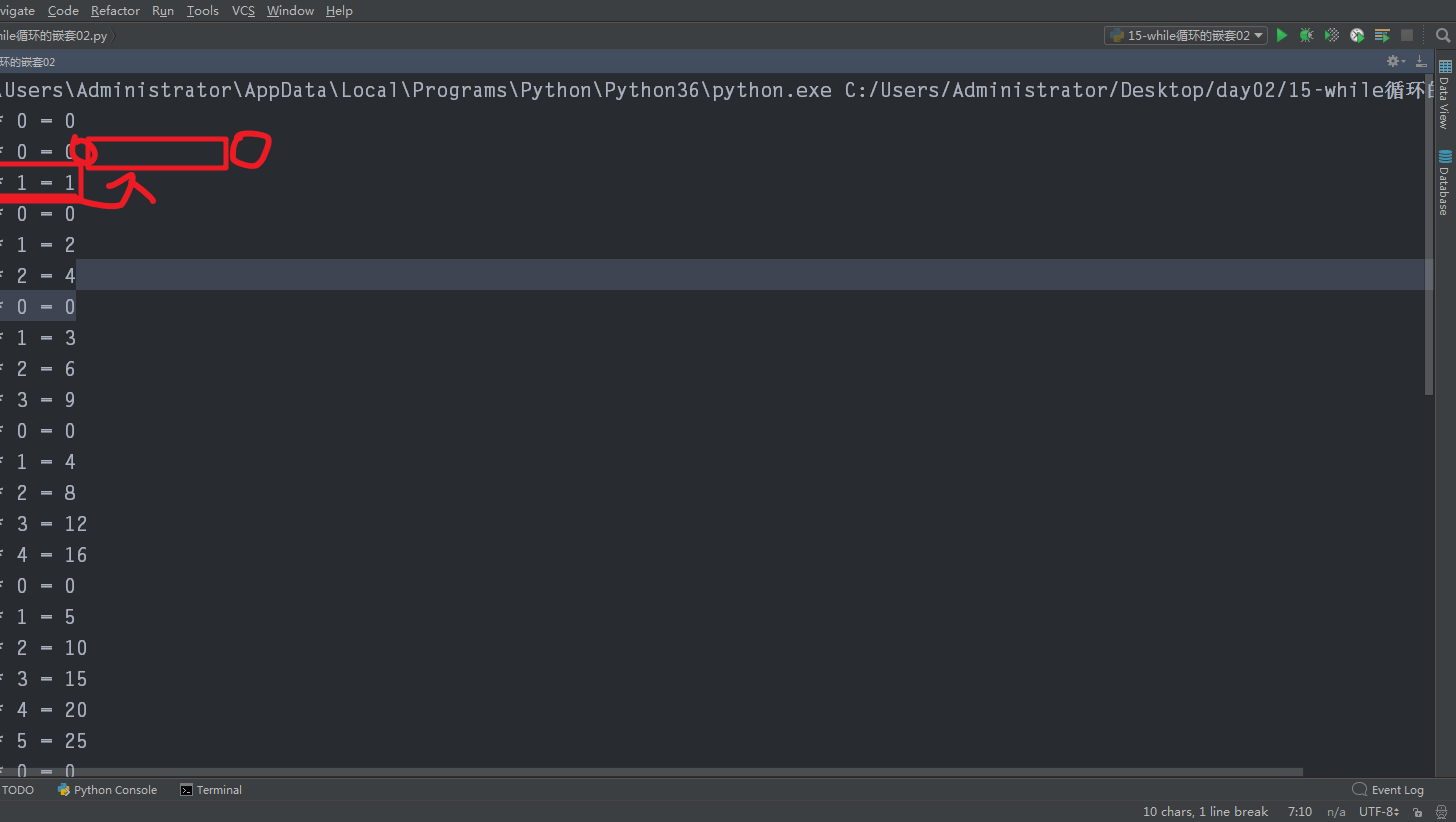 vigate Code Refactor Run Tools VCS Window Help
hile循环的嵌套02.py 15-while循环的嵌套02
环的嵌套02
\Users\Administrator\AppData\Local\Programs\Python\Python36\python.exe C:/Users/Administrator/Desktop/day02/15-while循环的
* 0 = 0
* 0 = 0
* 1 = 1
* 0 = 0
* 1 = 2
* 2 = 4
* 0 = 0
* 1 = 3
* 2 = 6
* 3 = 9
* 0 = 0
* 1 = 4
* 2 = 8
* 3 = 12
* 4 = 16
* 0 = 0
* 1 = 5
* 2 = 10
* 3 = 15
* 4 = 20
* 5 = 25
* 0 = 0
Data View
Database
TODO Python Console Terminal Event Log
10 chars, 1 line break 7:10 n/a UTF-8